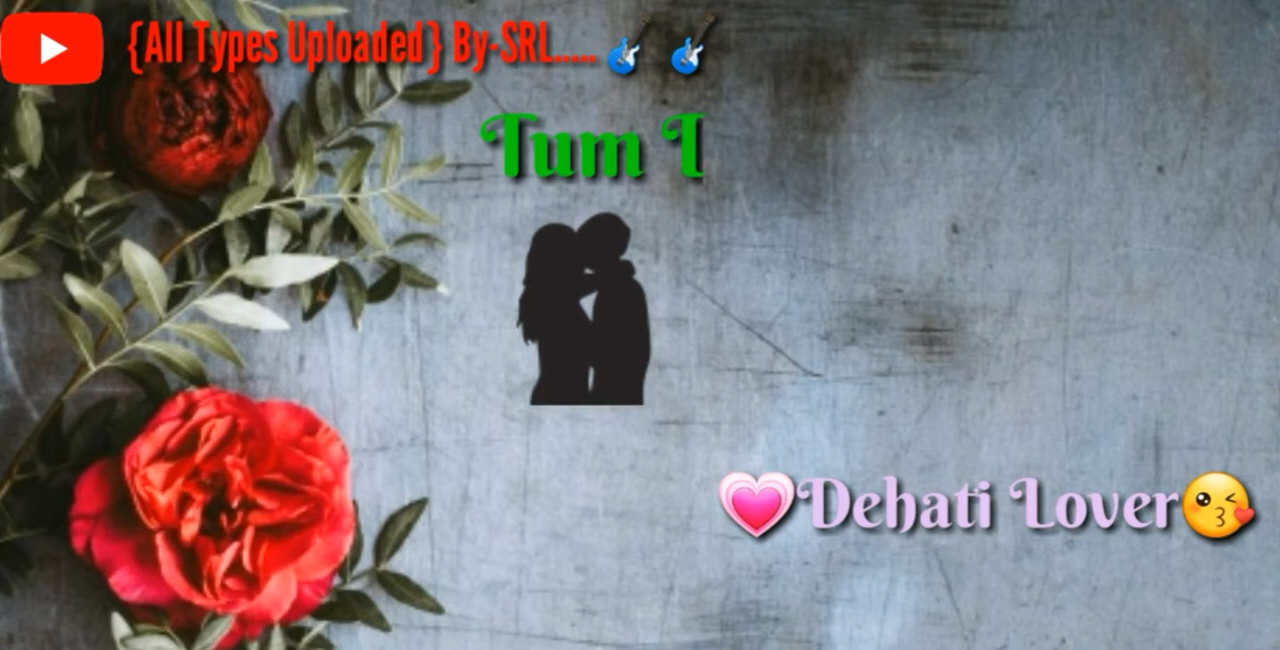 {All Types Uploaded} By-SRL.....🎸 🎸
Tum I
💗Dehati Lover😘